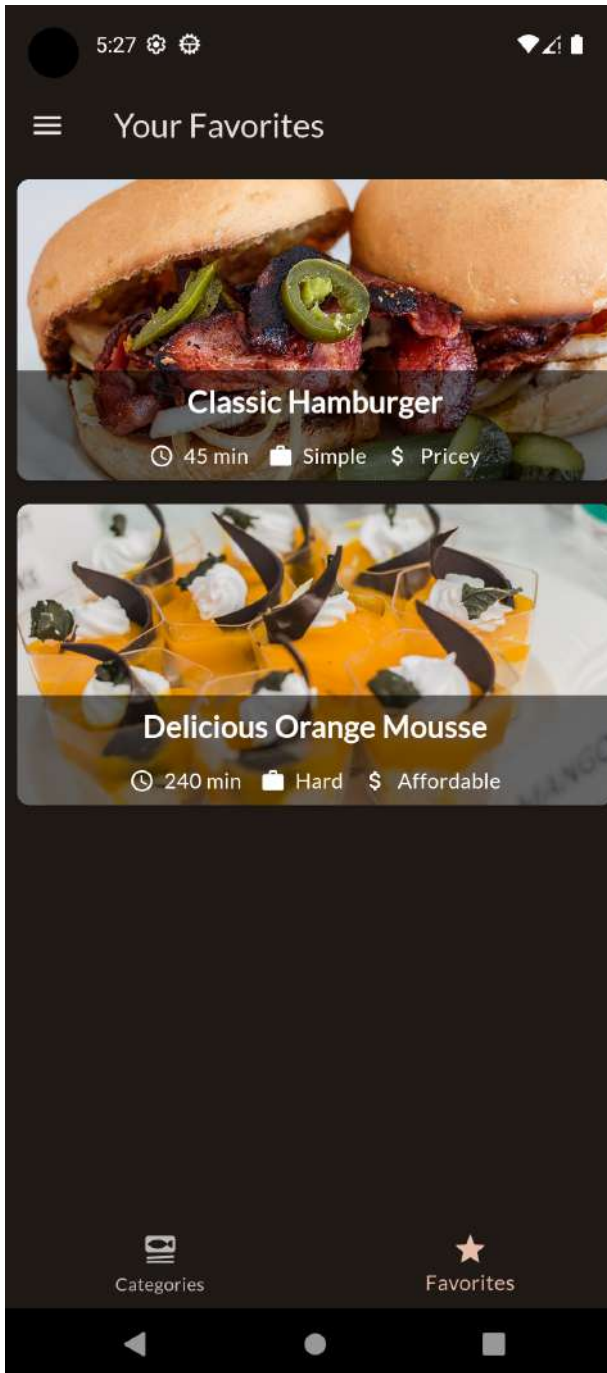 5:27
Your Favorites
Classic Hamburger
45 min Simple $ Pricey
Delicious Orange Mousse
240 min Hard $ Affordable
Categories
Favorites